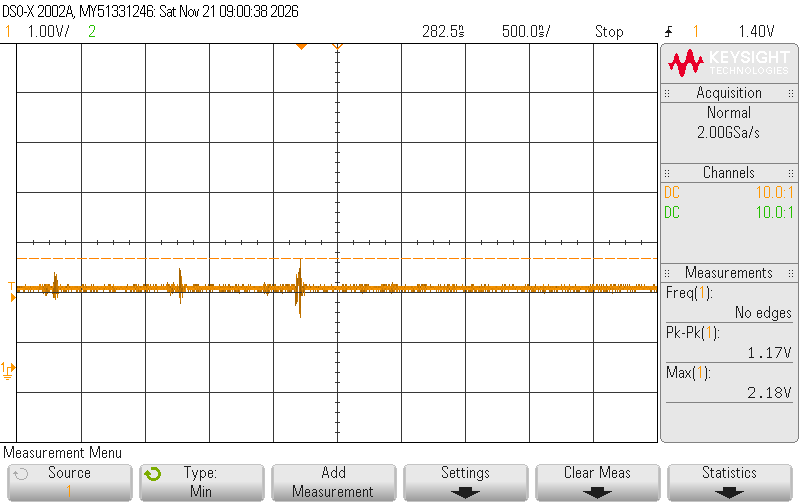 DSO-X 2002A, MY51331246: Sat Nov 21 09:00:38 2026
1 1.00V/ 2 282.5s 500.0s/ Stop 1 1.40V
KEYSIGHT
TECHNOLOGIES
Acquisition
Normal
2.00GSa/s
Channels
DC 10.0:1
DC 10.0:1
Measurements
Freq(1):
No edges
Pk-Pk(1):
1.17V
Max(1):
2.18V
T
1
Measurement Menu
Source
1
Type:
Min
Add
Measurement
Settings
Clear Meas
Statistics